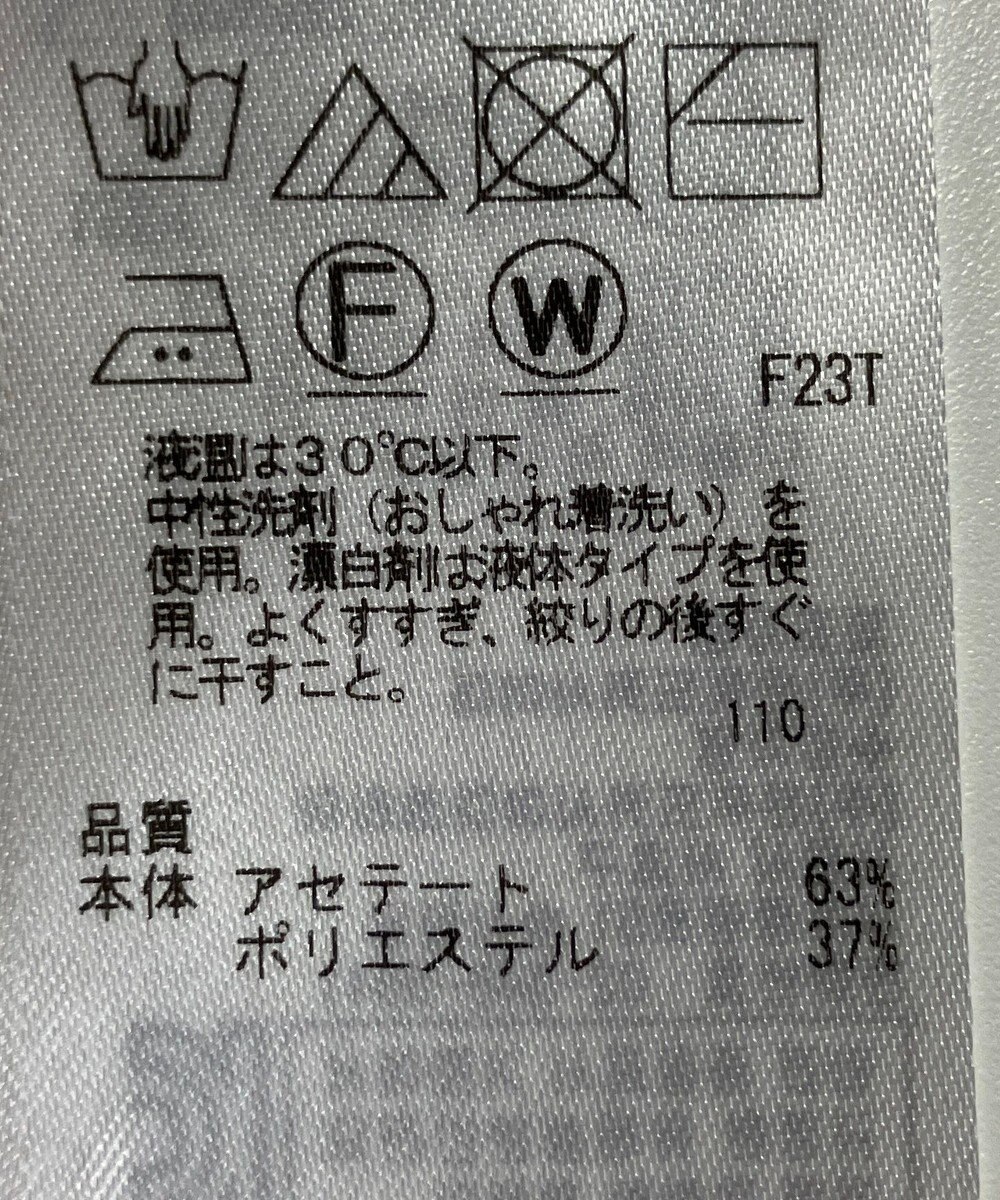 F
W
F23T
液温は30℃以下。
中性洗剤（おしゃれ着洗い）を
使用。漂白剤は液体タイプを使
用。よくすすぎ、絞りの後すぐ
に干すこと。
110
品質
本体 アセテート 63%
ポリエステル 37%